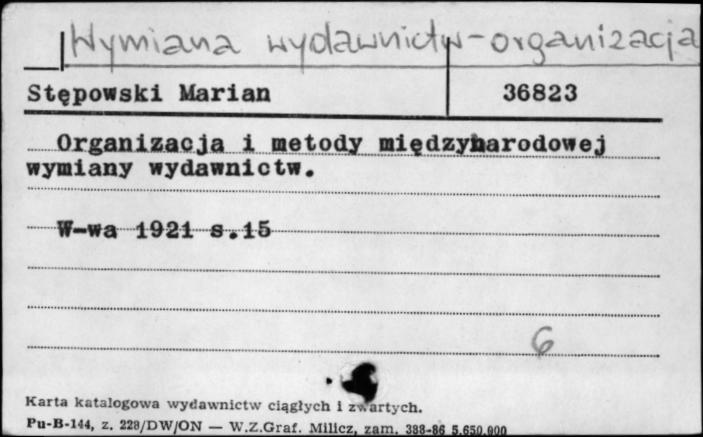 Wymiana wydawnictw - organizacja
Stępowski Marian 36823
Organizacja i metody międzynarodowej
wymiany wydawnictw.
W-wa 1921 s.15
6
Karta katalogowa wydawnictw ciągłych i zwartych.
Pu-B-144, z. 228/DW/ON — W.Z.Graf. Milicz, zam. 388-86 5.650.000